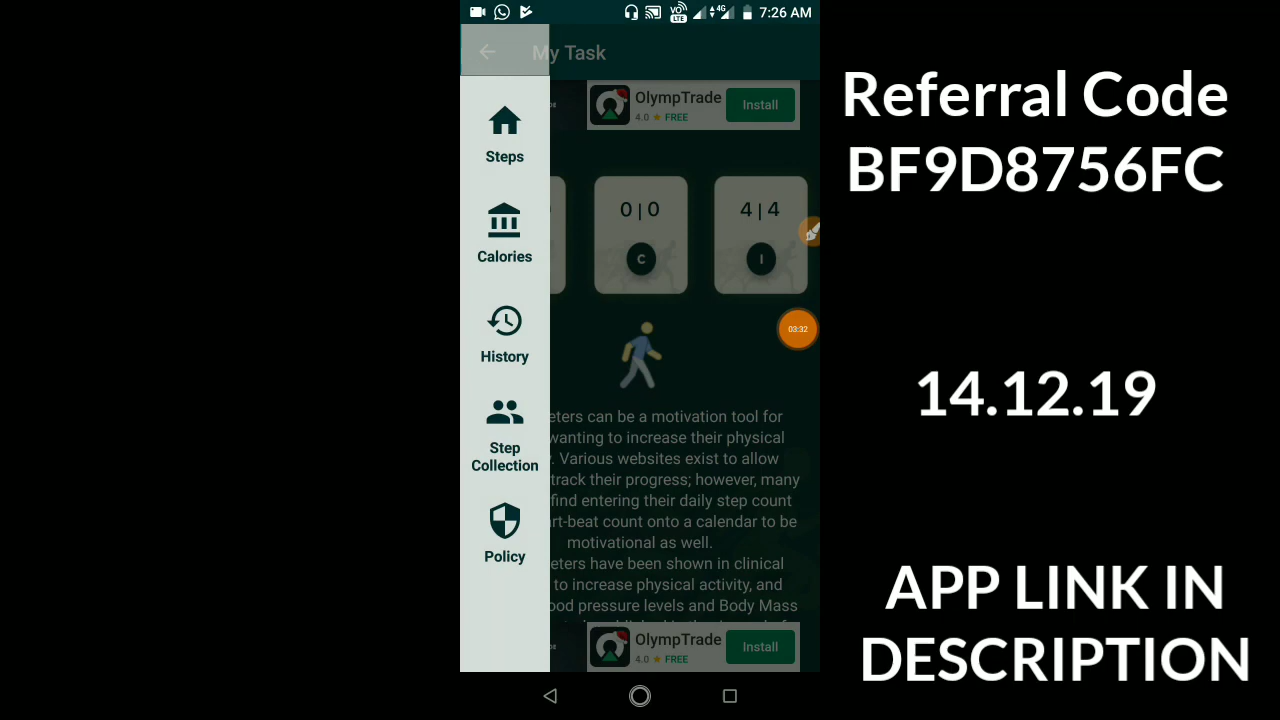 VO
LTE
4G
7:26 AM
My Task
OlympTrade
4.0 ★ FREE
Install
Steps
Calories
History
Step
Collection
Policy
0 | 0
C
4 | 4
I
03:32
eters can be a motivation tool for
wanting to increase their physical
. Various websites exist to allow
track their progress; however, many
find entering their daily step count
rt-beat count onto a calendar to be
motivational as well.
eters have been shown in clinical
to increase physical activity, and
ood pressure levels and Body Mass
OlympTrade
4.0 ★ FREE
Install
Referral Code
BF9D8756FC
14.12.19
APP LINK IN
DESCRIPTION